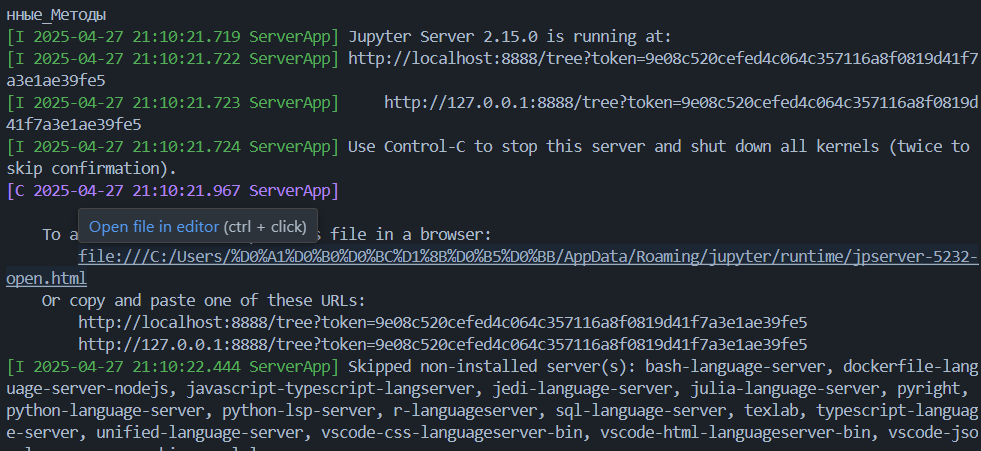 нные_Методы
[I 2025-04-27 21:10:21.719 ServerApp] Jupyter Server 2.15.0 is running at:
[I 2025-04-27 21:10:21.722 ServerApp] http://localhost:8888/tree?token=9e08c520cefed4c064c357116a8f0819d41f7
a3e1ae39fe5
[I 2025-04-27 21:10:21.723 ServerApp]     http://127.0.0.1:8888/tree?token=9e08c520cefed4c064c357116a8f0819d
41f7a3e1ae39fe5
[I 2025-04-27 21:10:21.724 ServerApp] Use Control-C to stop this server and shut down all kernels (twice to
skip confirmation).
[C 2025-04-27 21:10:21.967 ServerApp]
Open file in editor (ctrl + click)
To file in a browser:
file:///C:/Users/%D0%A1%D0%B0%D0%BC%D1%8B%D0%B5%D0%BB/AppData/Roaming/jupyter/runtime/jpserver-5232-
open.html
Or copy and paste one of these URLs:
http://localhost:8888/tree?token=9e08c520cefed4c064c357116a8f0819d41f7a3e1ae39fe5
http://127.0.0.1:8888/tree?token=9e08c520cefed4c064c357116a8f0819d41f7a3e1ae39fe5
[I 2025-04-27 21:10:22.444 ServerApp] Skipped non-installed server(s): bash-language-server, dockerfile-lang
uage-server-nodejs, javascript-typescript-langserver, jedi-language-server, julia-language-server, pyright,
python-language-server, python-lsp-server, r-languageserver, sql-language-server, texlab, typescript-languag
e-server, unified-language-server, vscode-css-languageserver-bin, vscode-html-languageserver-bin, vscode-jso